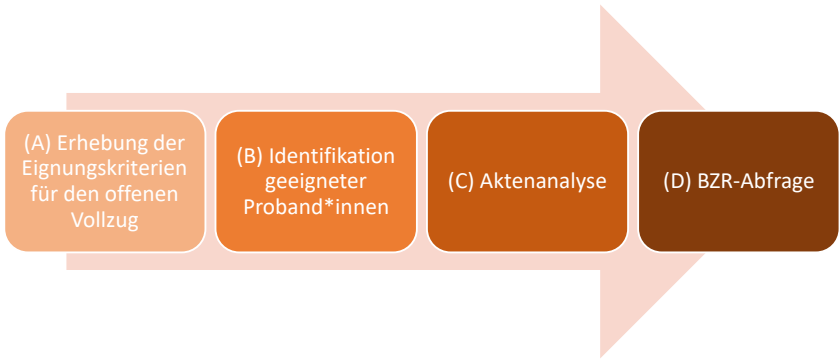 (A) Erhebung der
Eignungskriterien
für den offenen
Vollzug
(B) Identifikation
geeigneter
Proband*innen
(C) Aktenanalyse
(D) BZR-Abfrage